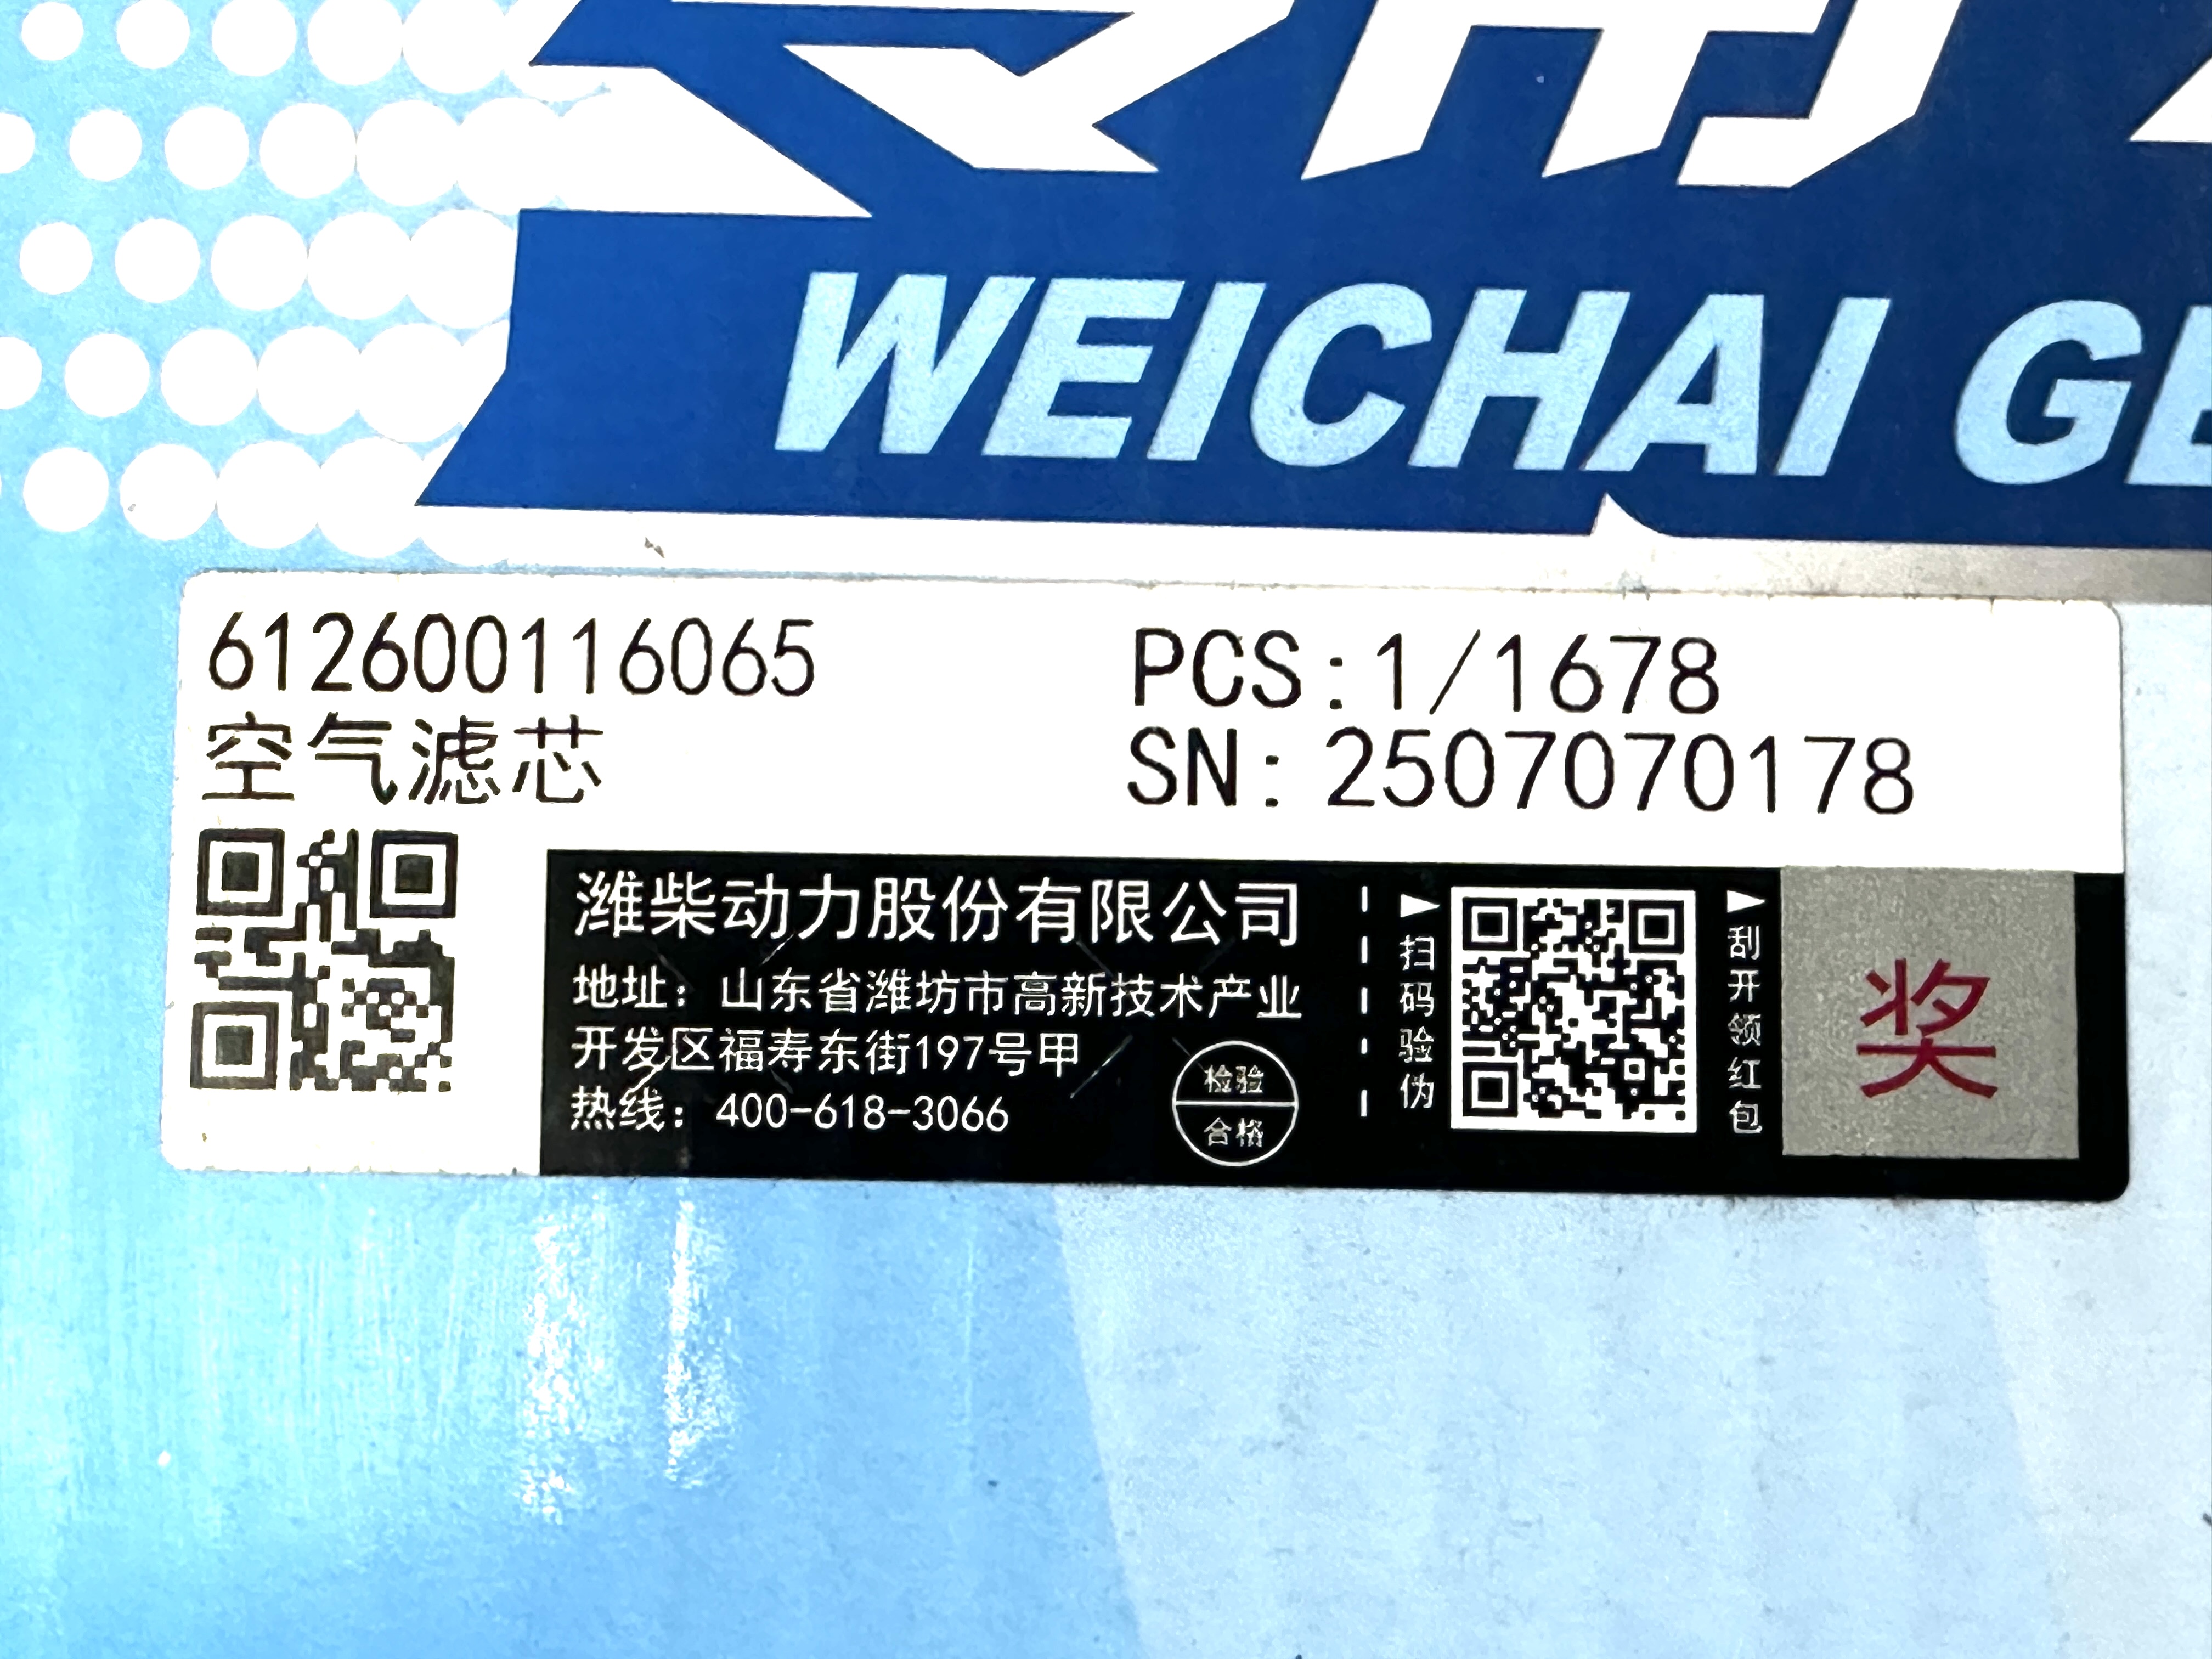 WEICHAI GE
612600116065
PCS:1/1678
空气滤芯
SN: 2507070178
潍柴动力股份有限公司
地址：山东省潍坊市高新技术产业
开发区福寿东街197号甲
热线：400-618-3066
检验
合格
扫码验伪
刮开领红包
奖